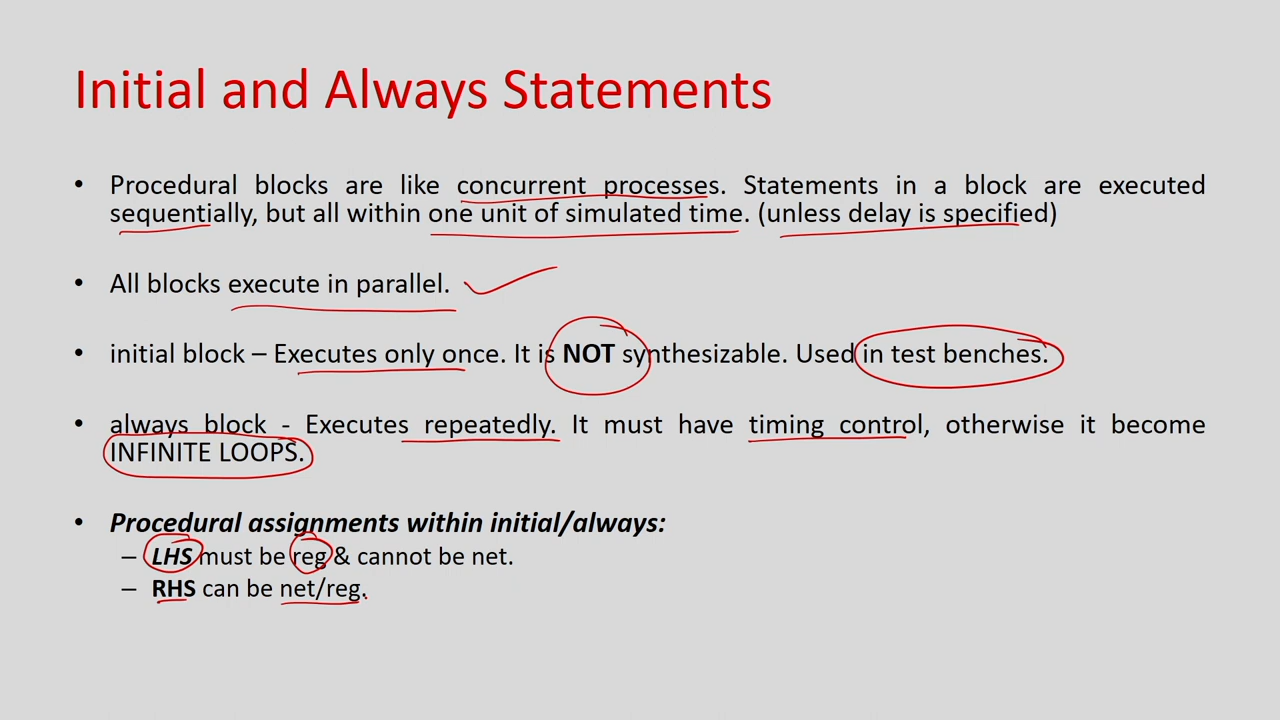 Initial and Always Statements
• Procedural blocks are like concurrent processes. Statements in a block are executed
sequentially, but all within one unit of simulated time. (unless delay is specified)
• All blocks execute in parallel.
• initial block – Executes only once. It is NOT synthesizable. Used in test benches.
• always block - Executes repeatedly. It must have timing control, otherwise it become
INFINITE LOOPS.
• Procedural assignments within initial/always:
– LHS must be reg & cannot be net.
– RHS can be net/reg.